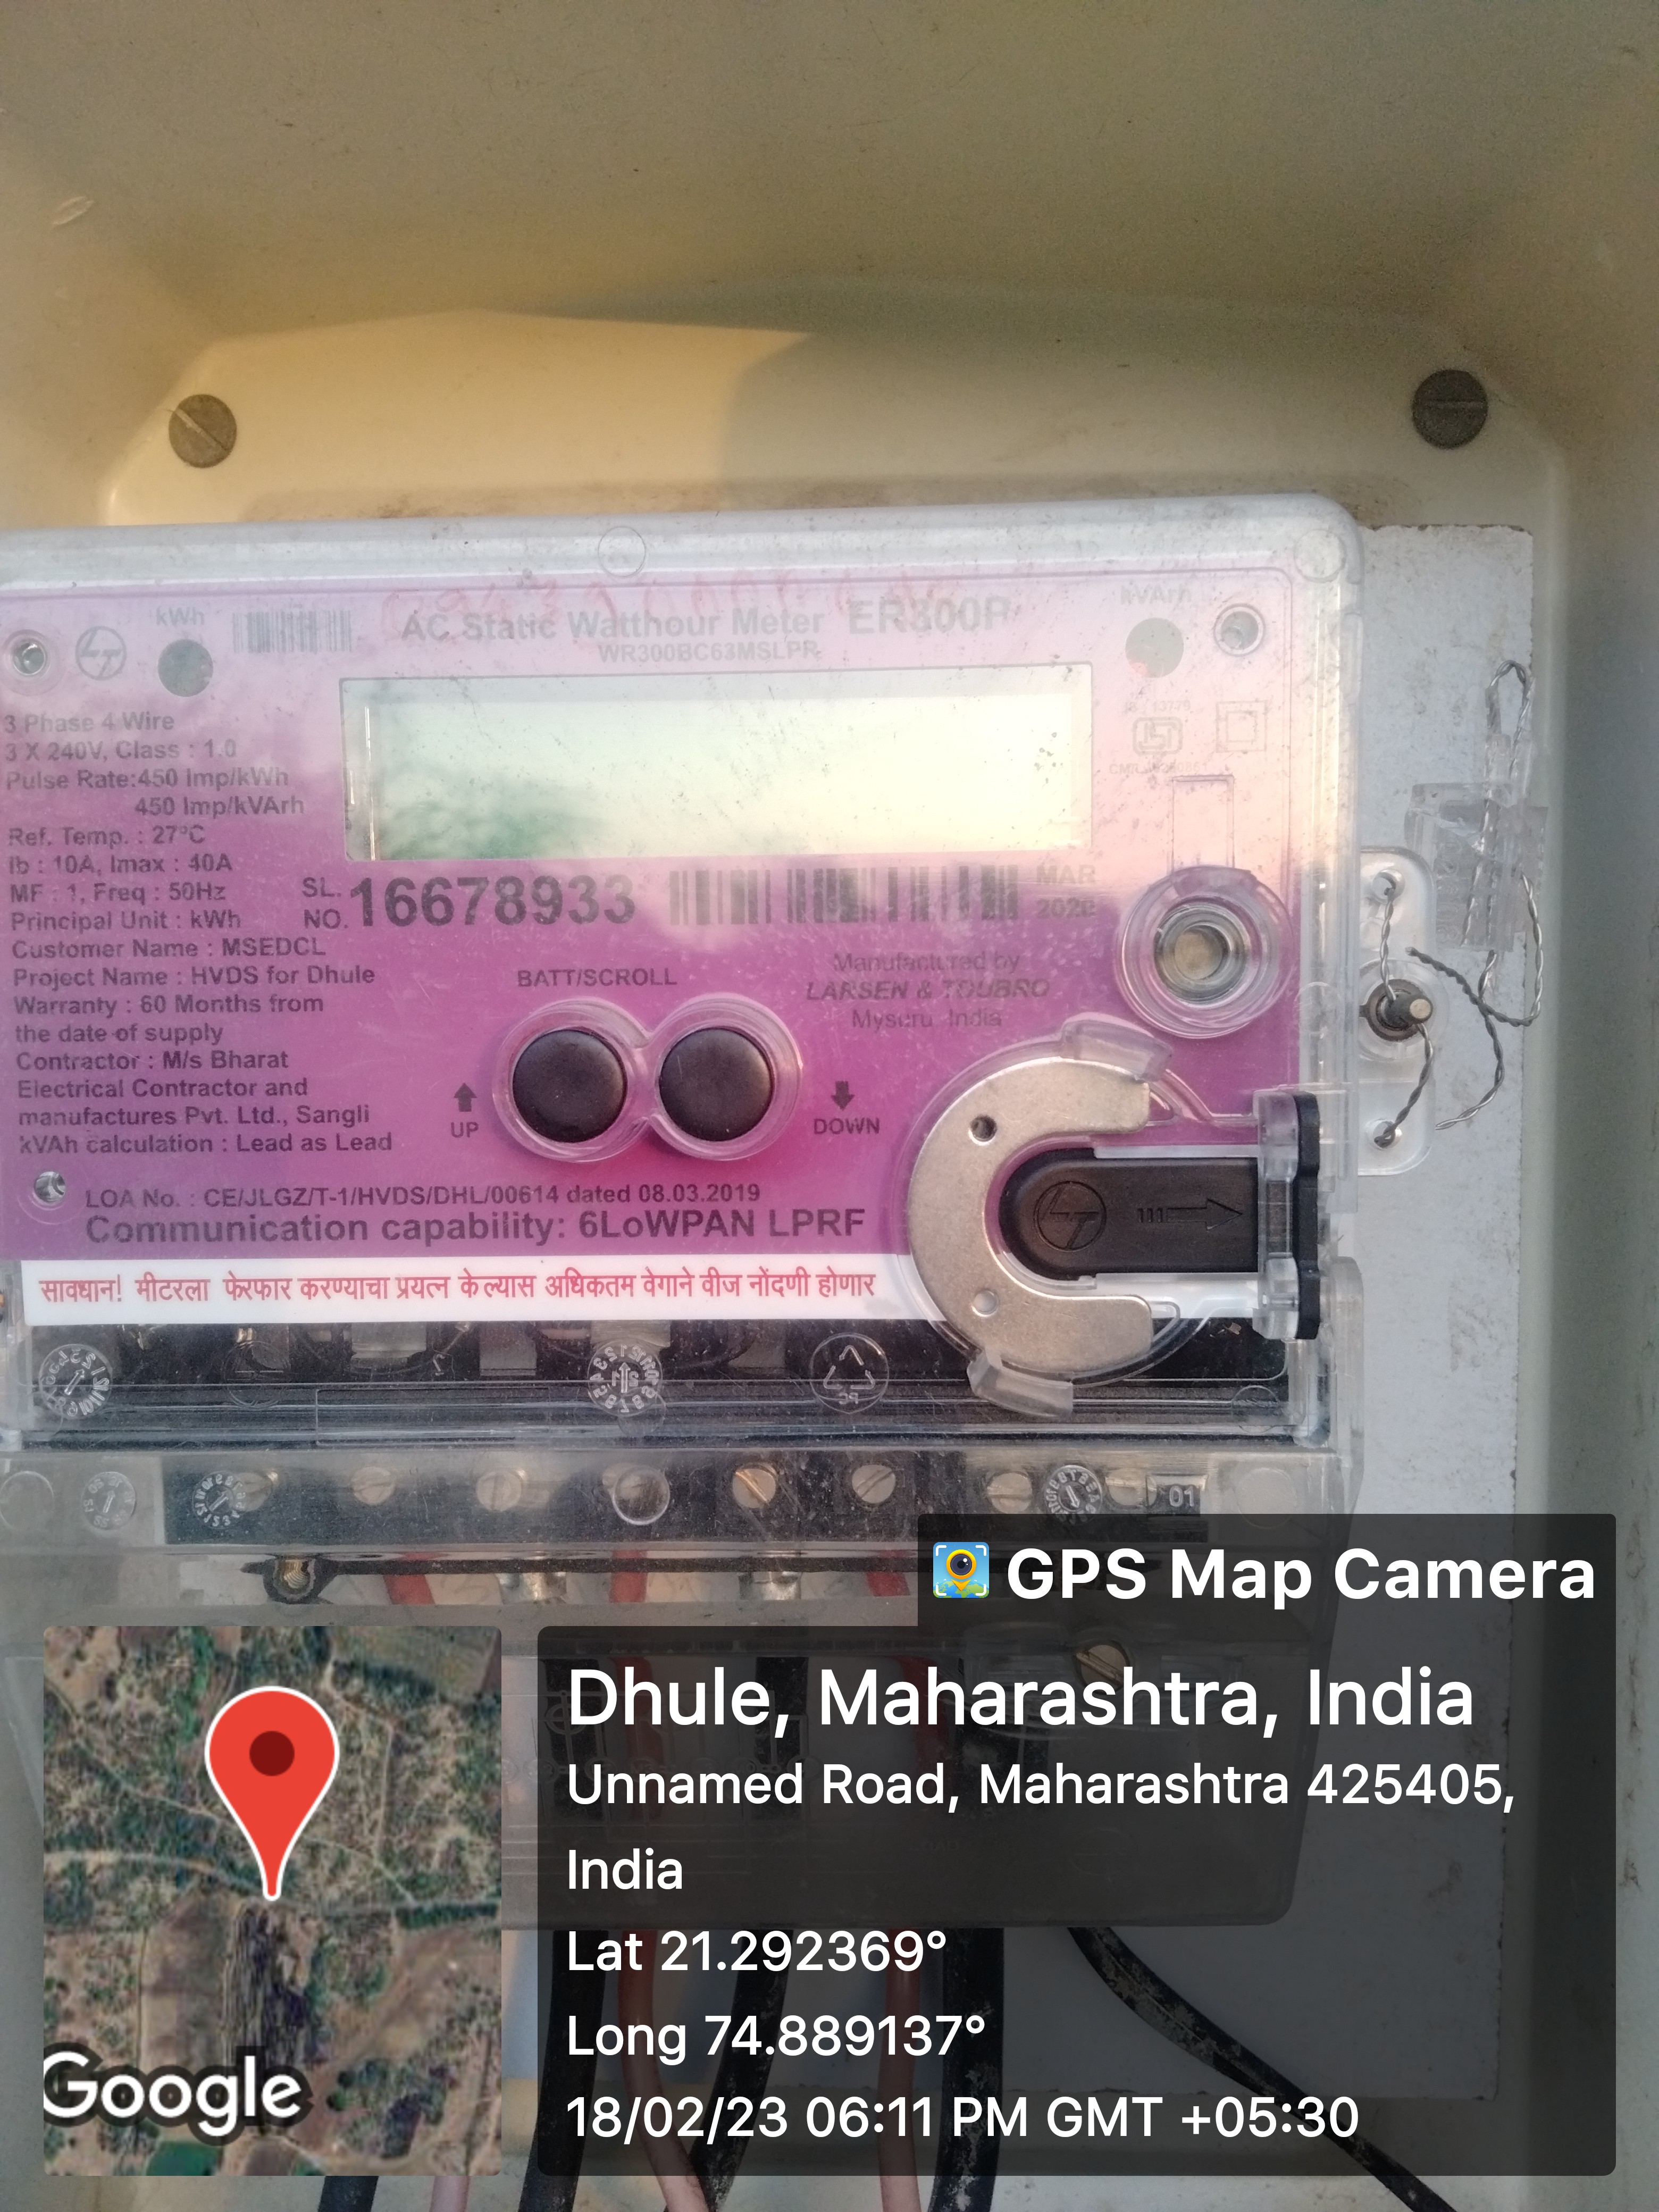 kWh
AC Static Watthour Meter ER300P
WR300BC63MSLPR
kVArh
3 Phase 4 Wire
3 X 240V, Class : 1.0
Pulse Rate:450 Imp/kWh
450 Imp/kVArh
Ref. Temp. : 27°C
Ib : 10A, Imax : 40A
MF : 1, Freq : 50Hz
Principal Unit : kWh
Customer Name : MSEDCL
Project Name : HVDS for Dhule
Warranty : 60 Months from
the date of supply
Contractor : M/s Bharat
Electrical Contractor and
manufactures Pvt. Ltd., Sangli
kVAh calculation : Lead as Lead
SL.
NO. 16678933
MAR
2020
BATT/SCROLL
Manufactured by
LARSEN & TOUBRO
Mysuru India
UP
DOWN
LOA No. : CE/JLGZ/T-1/HVDS/DHL/00614 dated 08.03.2019
Communication capability: 6LoWPAN LPRF
सावधान! मीटरला फेरफार करण्याचा प्रयत्न केल्यास अधिकतम वेगाने वीज नोंदणी होणार
01
GPS Map Camera
Dhule, Maharashtra, India
Unnamed Road, Maharashtra 425405,
India
Lat 21.292369°
Long 74.889137°
18/02/23 06:11 PM GMT +05:30
Google